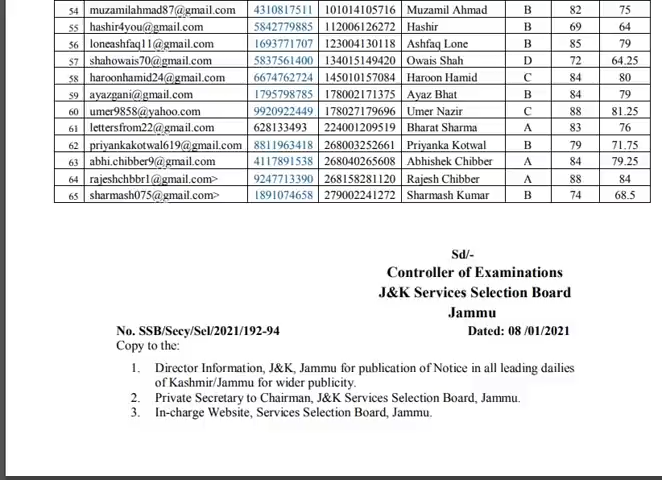 54 muzamilahmad87@gmail.com 4310817511 101014105716 Muzamil Ahmad B 82 75
55 hashir4you@gmail.com 5842779885 112006126272 Hashir B 69 64
56 loneashfaq11@gmail.com 1693771707 123004130118 Ashfaq Lone B 85 79
57 shahowais70@gmail.com 5837561400 134015149420 Owais Shah D 72 64.25
58 haroonhamid24@gmail.com 6674762724 145010157084 Haroon Hamid C 84 80
59 ayazgani@gmail.com 1795798785 178002171375 Ayaz Bhat B 84 79
60 umer9858@yahoo.com 9920922449 178027179696 Umer Nazir C 88 81.25
61 lettersfrom22@gmail.com 628133493 224001209519 Bharat Sharma A 83 76
62 priyankakotwal619@gmail.com 8811963418 268003252661 Priyanka Kotwal B 79 71.75
63 abhi.chibber9@gmail.com 4117891538 268040265608 Abhishek Chibber A 84 79.25
64 rajeshchbbr1@gmail.com> 9247713390 268158281120 Rajesh Chibber A 88 84
65 sharmash075@gmail.com> 1891074658 279002241272 Sharmash Kumar B 74 68.5
Sd/-
Controller of Examinations
J&K Services Selection Board
Jammu
No. SSB/Secy/Sel/2021/192-94 Dated: 08 /01/2021
Copy to the:
1. Director Information, J&K, Jammu for publication of Notice in all leading dailies
of Kashmir/Jammu for wider publicity.
2. Private Secretary to Chairman, J&K Services Selection Board, Jammu.
3. In-charge Website, Services Selection Board, Jammu.